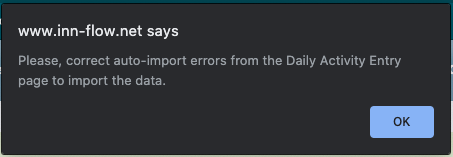 www.inn-flow.net says
Please, correct auto-import errors from the Daily Activity Entry
page to import the data.
OK